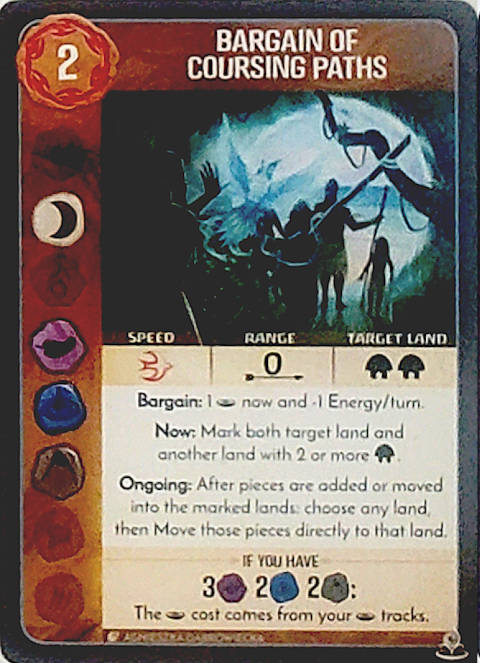 2
BARGAIN OF
COURSING PATHS
SPEED RANGE TARGET LAND
0
Bargain: 1 now and -1 Energy/turn.
Now: Mark both target land and
another land with 2 or more .
Ongoing: After pieces are added or moved
into the marked lands: choose any land,
then Move those pieces directly to that land.
IF YOU HAVE
3 2 2 :
The cost comes from your tracks.
AGNIESZKA DABROWIECKA